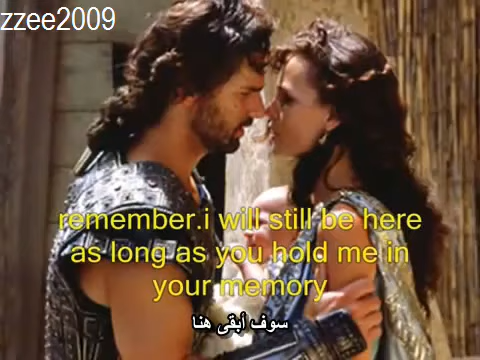 zzee2009
remember.i will still be here
as long as you hold me in
your memory
سوف أبقى هنا